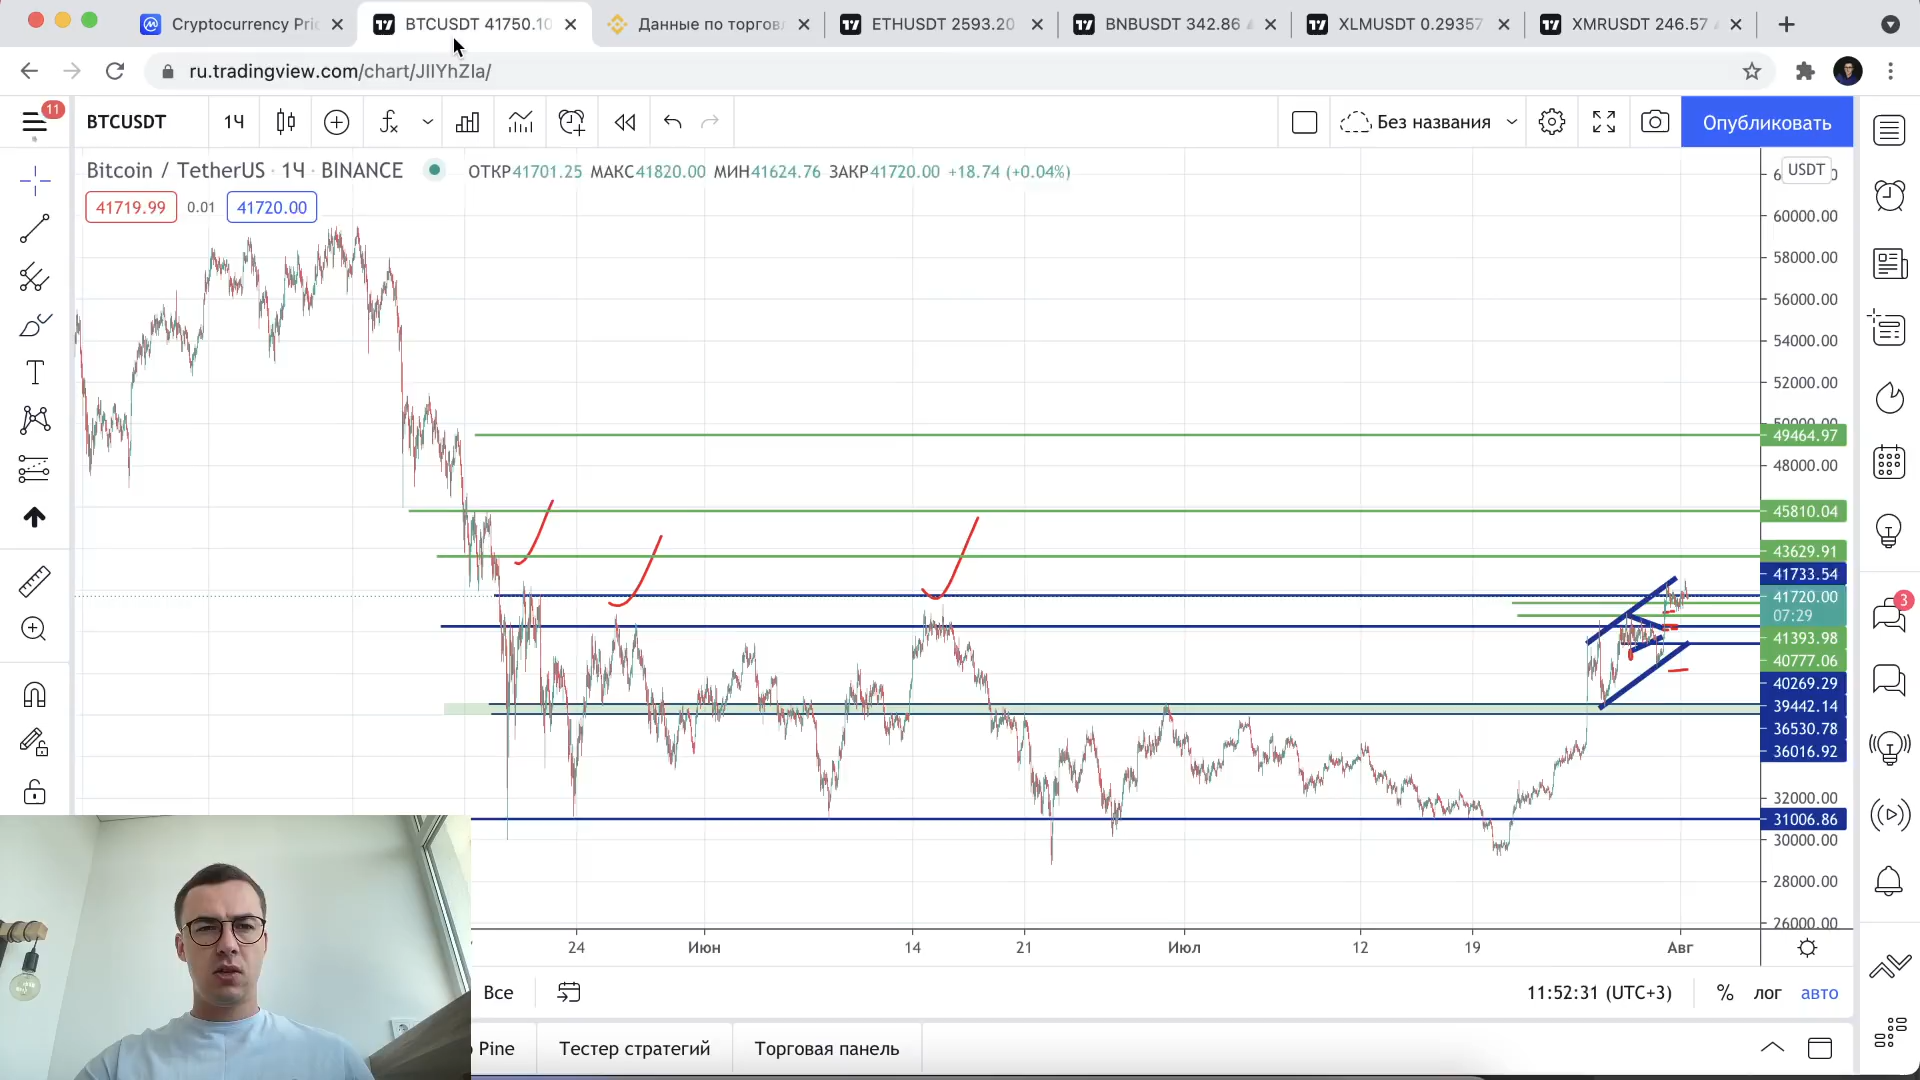 Cryptocurrency Pri
BTCUSDT 41750.10
Данные по торгов
ETHUSDT 2593.20
BNBUSDT 342.86
XLMUSDT 0.29357
XMRUSDT 246.57
ru.tradingview.com/chart/JIIYhZIa/
11
BTCUSDT
1Ч
Без названия
Опубликовать
Bitcoin / TetherUS · 1Ч · BINANCE
ОТКР41701.25 МАКС41820.00 МИН41624.76 ЗАКР41720.00 +18.74 (+0.04%)
USDT
41719.99
0.01
41720.00
60000.00
58000.00
56000.00
54000.00
52000.00
50000.00
49464.97
48000.00
45810.04
43629.91
41733.54
41720.00
07:29
41393.98
40777.06
40269.29
39442.14
36530.78
36016.92
32000.00
31006.86
30000.00
28000.00
26000.00
3
24
Июн
14
21
Июл
12
19
Авг
Все
11:52:31 (UTC+3)
%
лог
авто
Pine
Тестер стратегий
Торговая панель